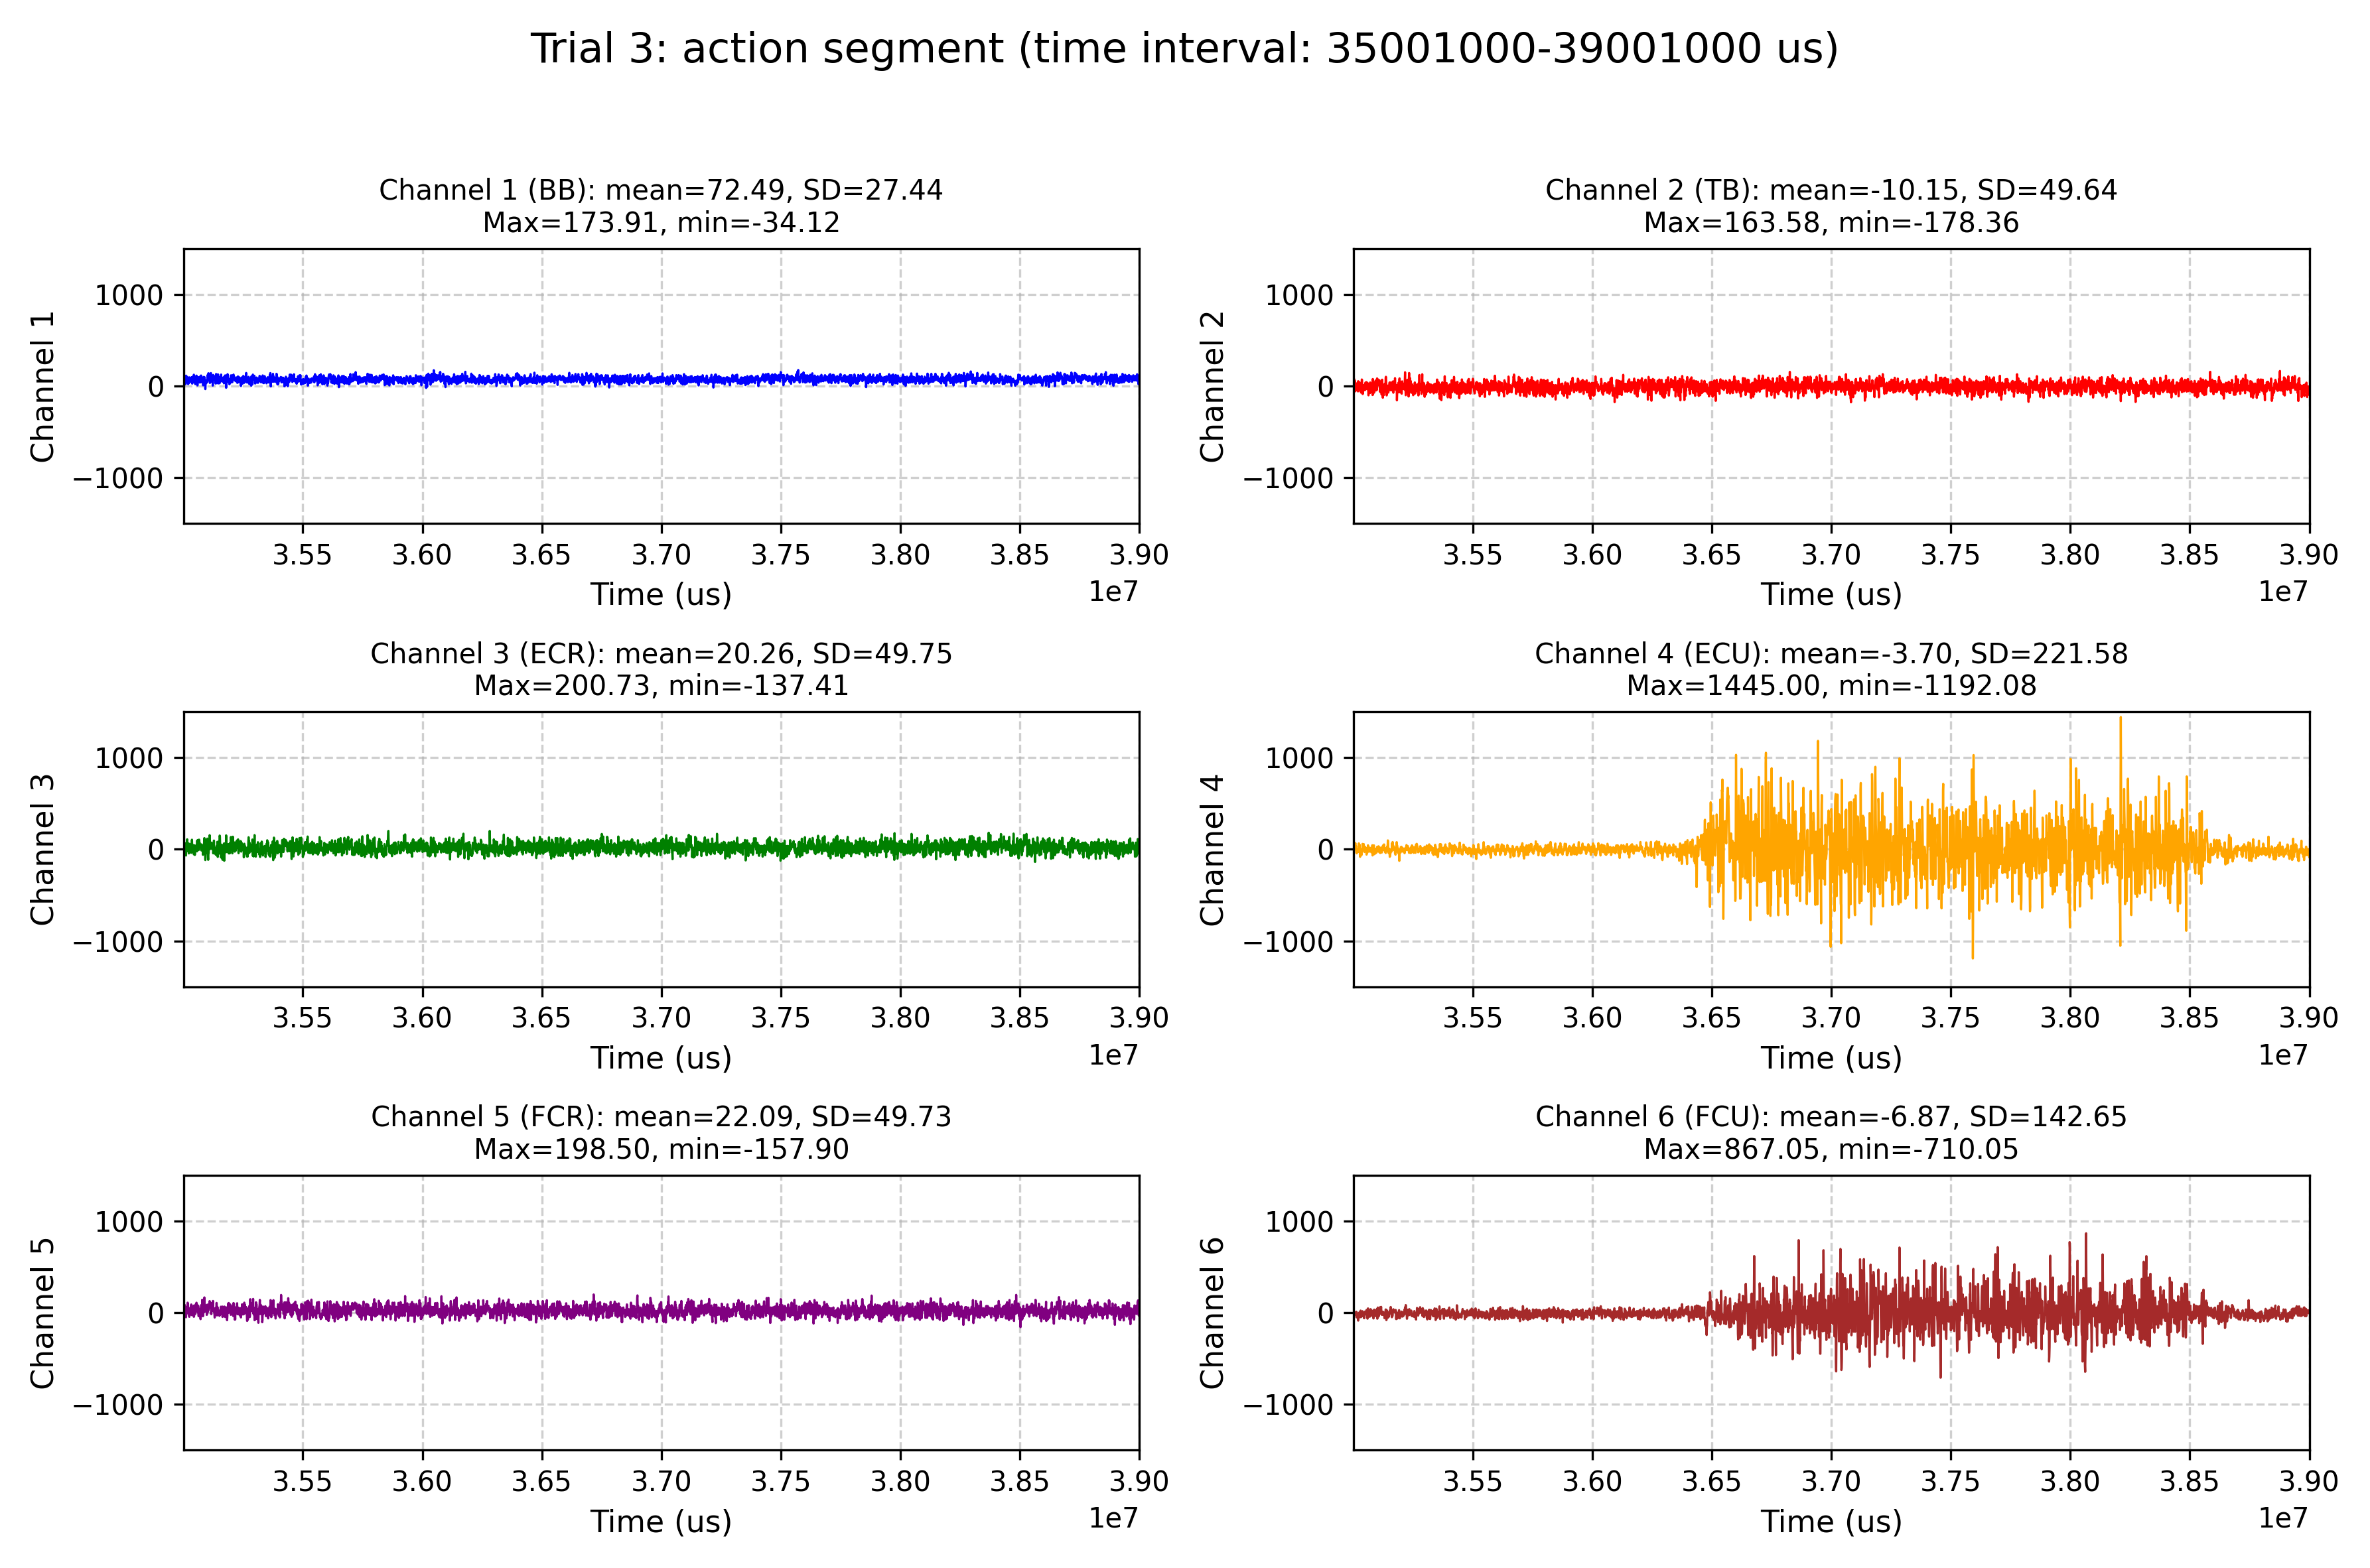 Trial 3: action segment (time interval: 35001000-39001000 us)
Channel 1 (BB): mean=72.49, SD=27.44
Max=173.91, min=-34.12
Channel 1
1000
0
−1000
3.55 3.60 3.65 3.70 3.75 3.80 3.85 3.90
Time (us)
1e7
Channel 2 (TB): mean=-10.15, SD=49.64
Max=163.58, min=-178.36
Channel 2
1000
0
−1000
3.55 3.60 3.65 3.70 3.75 3.80 3.85 3.90
Time (us)
1e7
Channel 3 (ECR): mean=20.26, SD=49.75
Max=200.73, min=-137.41
Channel 3
1000
0
−1000
3.55 3.60 3.65 3.70 3.75 3.80 3.85 3.90
Time (us)
1e7
Channel 4 (ECU): mean=-3.70, SD=221.58
Max=1445.00, min=-1192.08
Channel 4
1000
0
−1000
3.55 3.60 3.65 3.70 3.75 3.80 3.85 3.90
Time (us)
1e7
Channel 5 (FCR): mean=22.09, SD=49.73
Max=198.50, min=-157.90
Channel 5
1000
0
−1000
3.55 3.60 3.65 3.70 3.75 3.80 3.85 3.90
Time (us)
1e7
Channel 6 (FCU): mean=-6.87, SD=142.65
Max=867.05, min=-710.05
Channel 6
1000
0
−1000
3.55 3.60 3.65 3.70 3.75 3.80 3.85 3.90
Time (us)
1e7